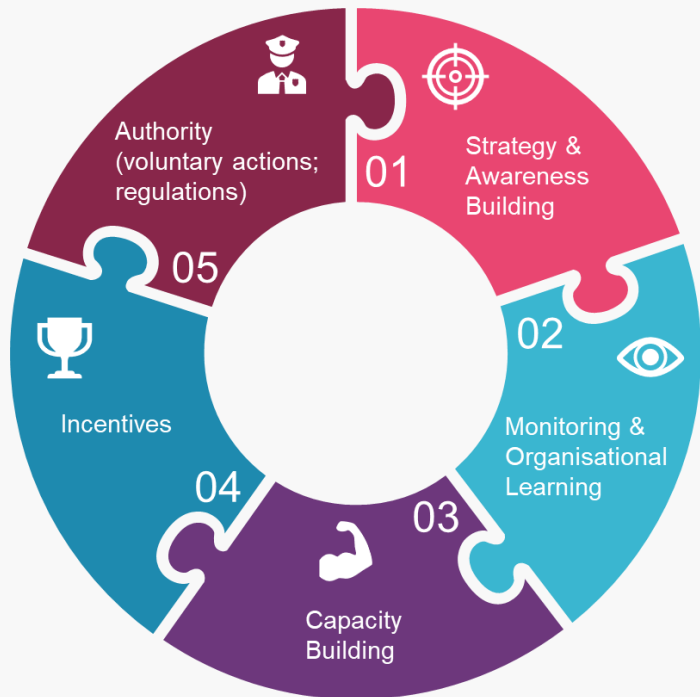 01
Strategy &
Awareness
Building
02
Monitoring &
Organisational
Learning
03
Capacity
Building
04
Incentives
05
Authority
(voluntary actions;
regulations)